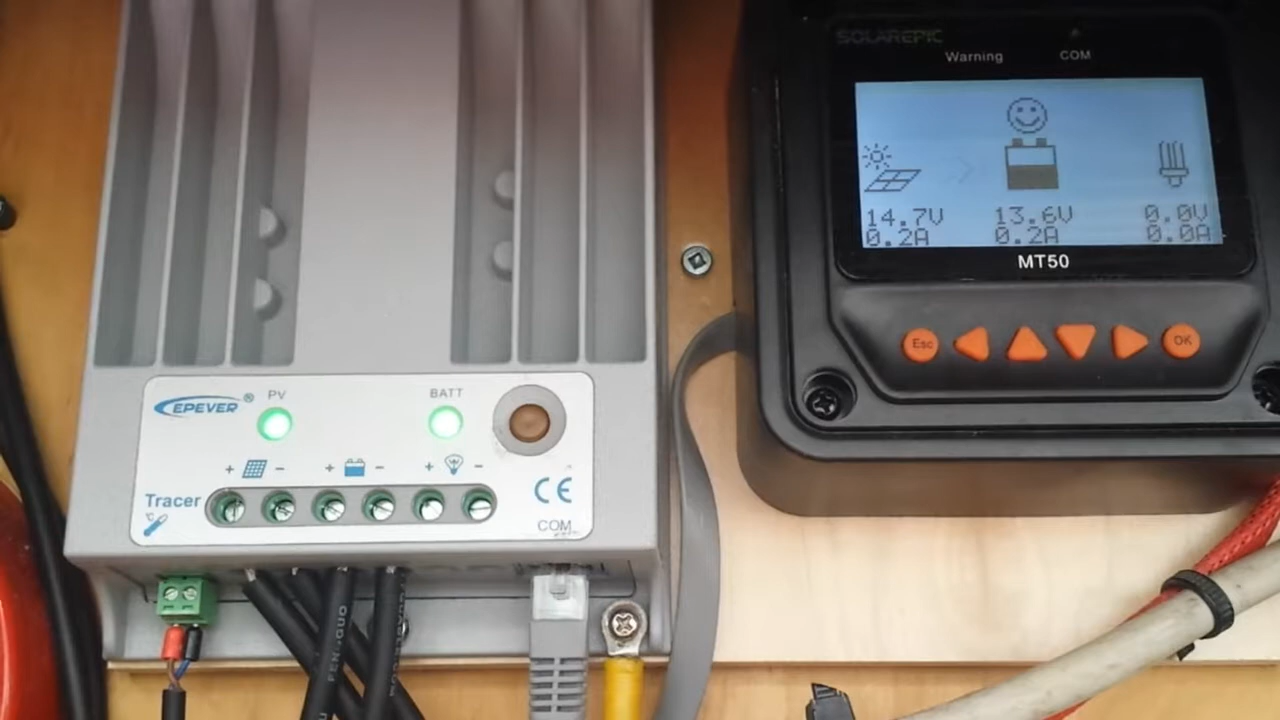 SOLAREPIC
Warning COM
14.7V 13.6V 0.0V
0.2A 0.2A 0.0A
MT50
Esc OK
EPEVER ® PV BATT
+ - + - + -
Tracer
°C
CE
COM